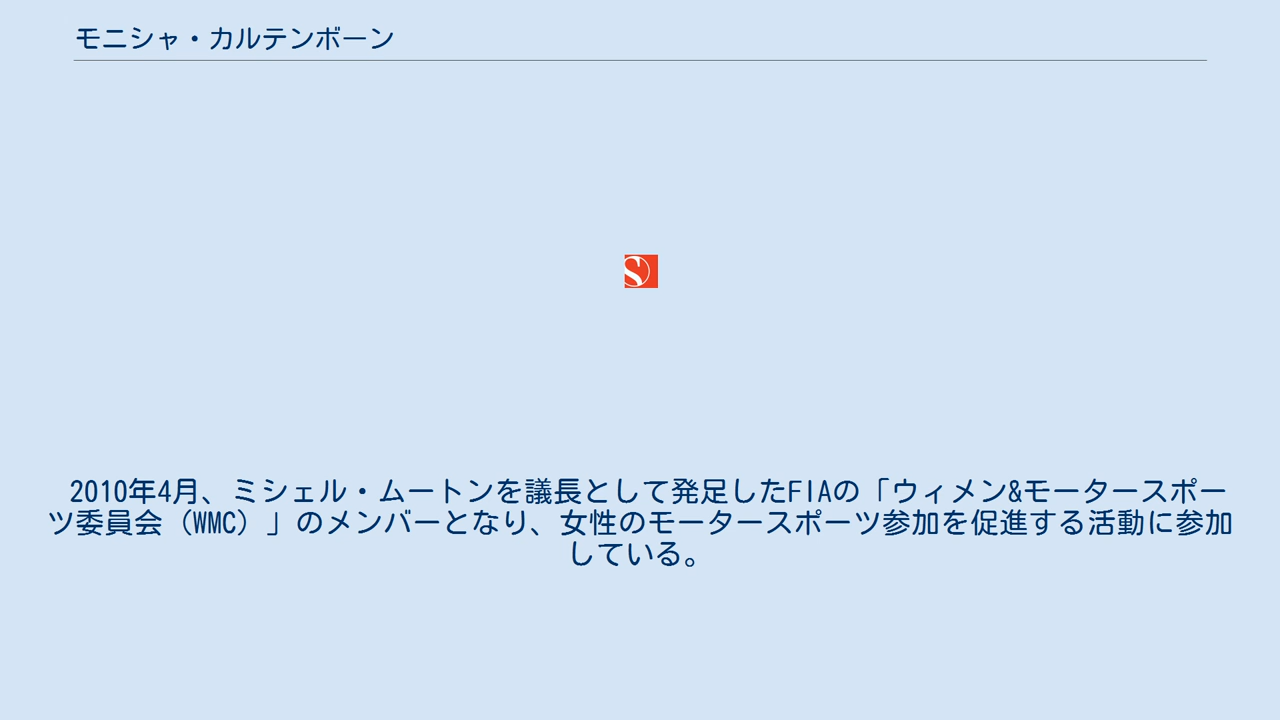 モニシャ・カルテンボーン
S
2010年4月、ミシェル・ムートンを議長として発足したFIAの「ウィメン&モータースポー
ツ委員会（WMC）」のメンバーとなり、女性のモータースポーツ参加を促進する活動に参加
している。